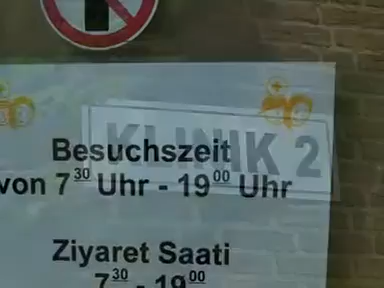 KLINIK 2
Besuchszeit
von 7³⁰ Uhr - 19⁰⁰ Uhr
Ziyaret Saati
7³⁰ - 19⁰⁰